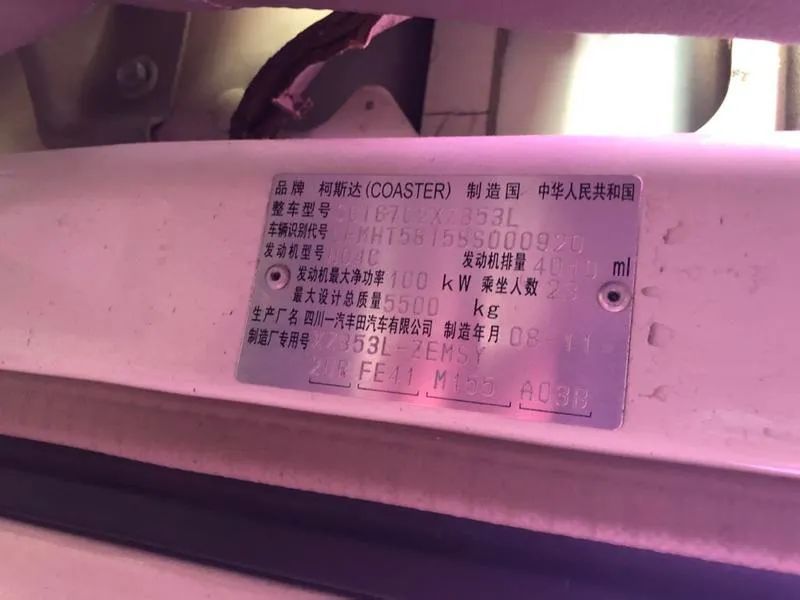 品牌 柯斯达(COASTER) 制造国 中华人民共和国
整车型号
车辆识别代号
发动机型号 发动机排量 ml
发动机最大净功率 100 kW 乘坐人数
最大设计总质量 5500 kg
生产厂名 四川一汽丰田汽车有限公司 制造年月 08-11
制造厂专用号 XZB53L-ZEMSY
FE41 M155 A03B